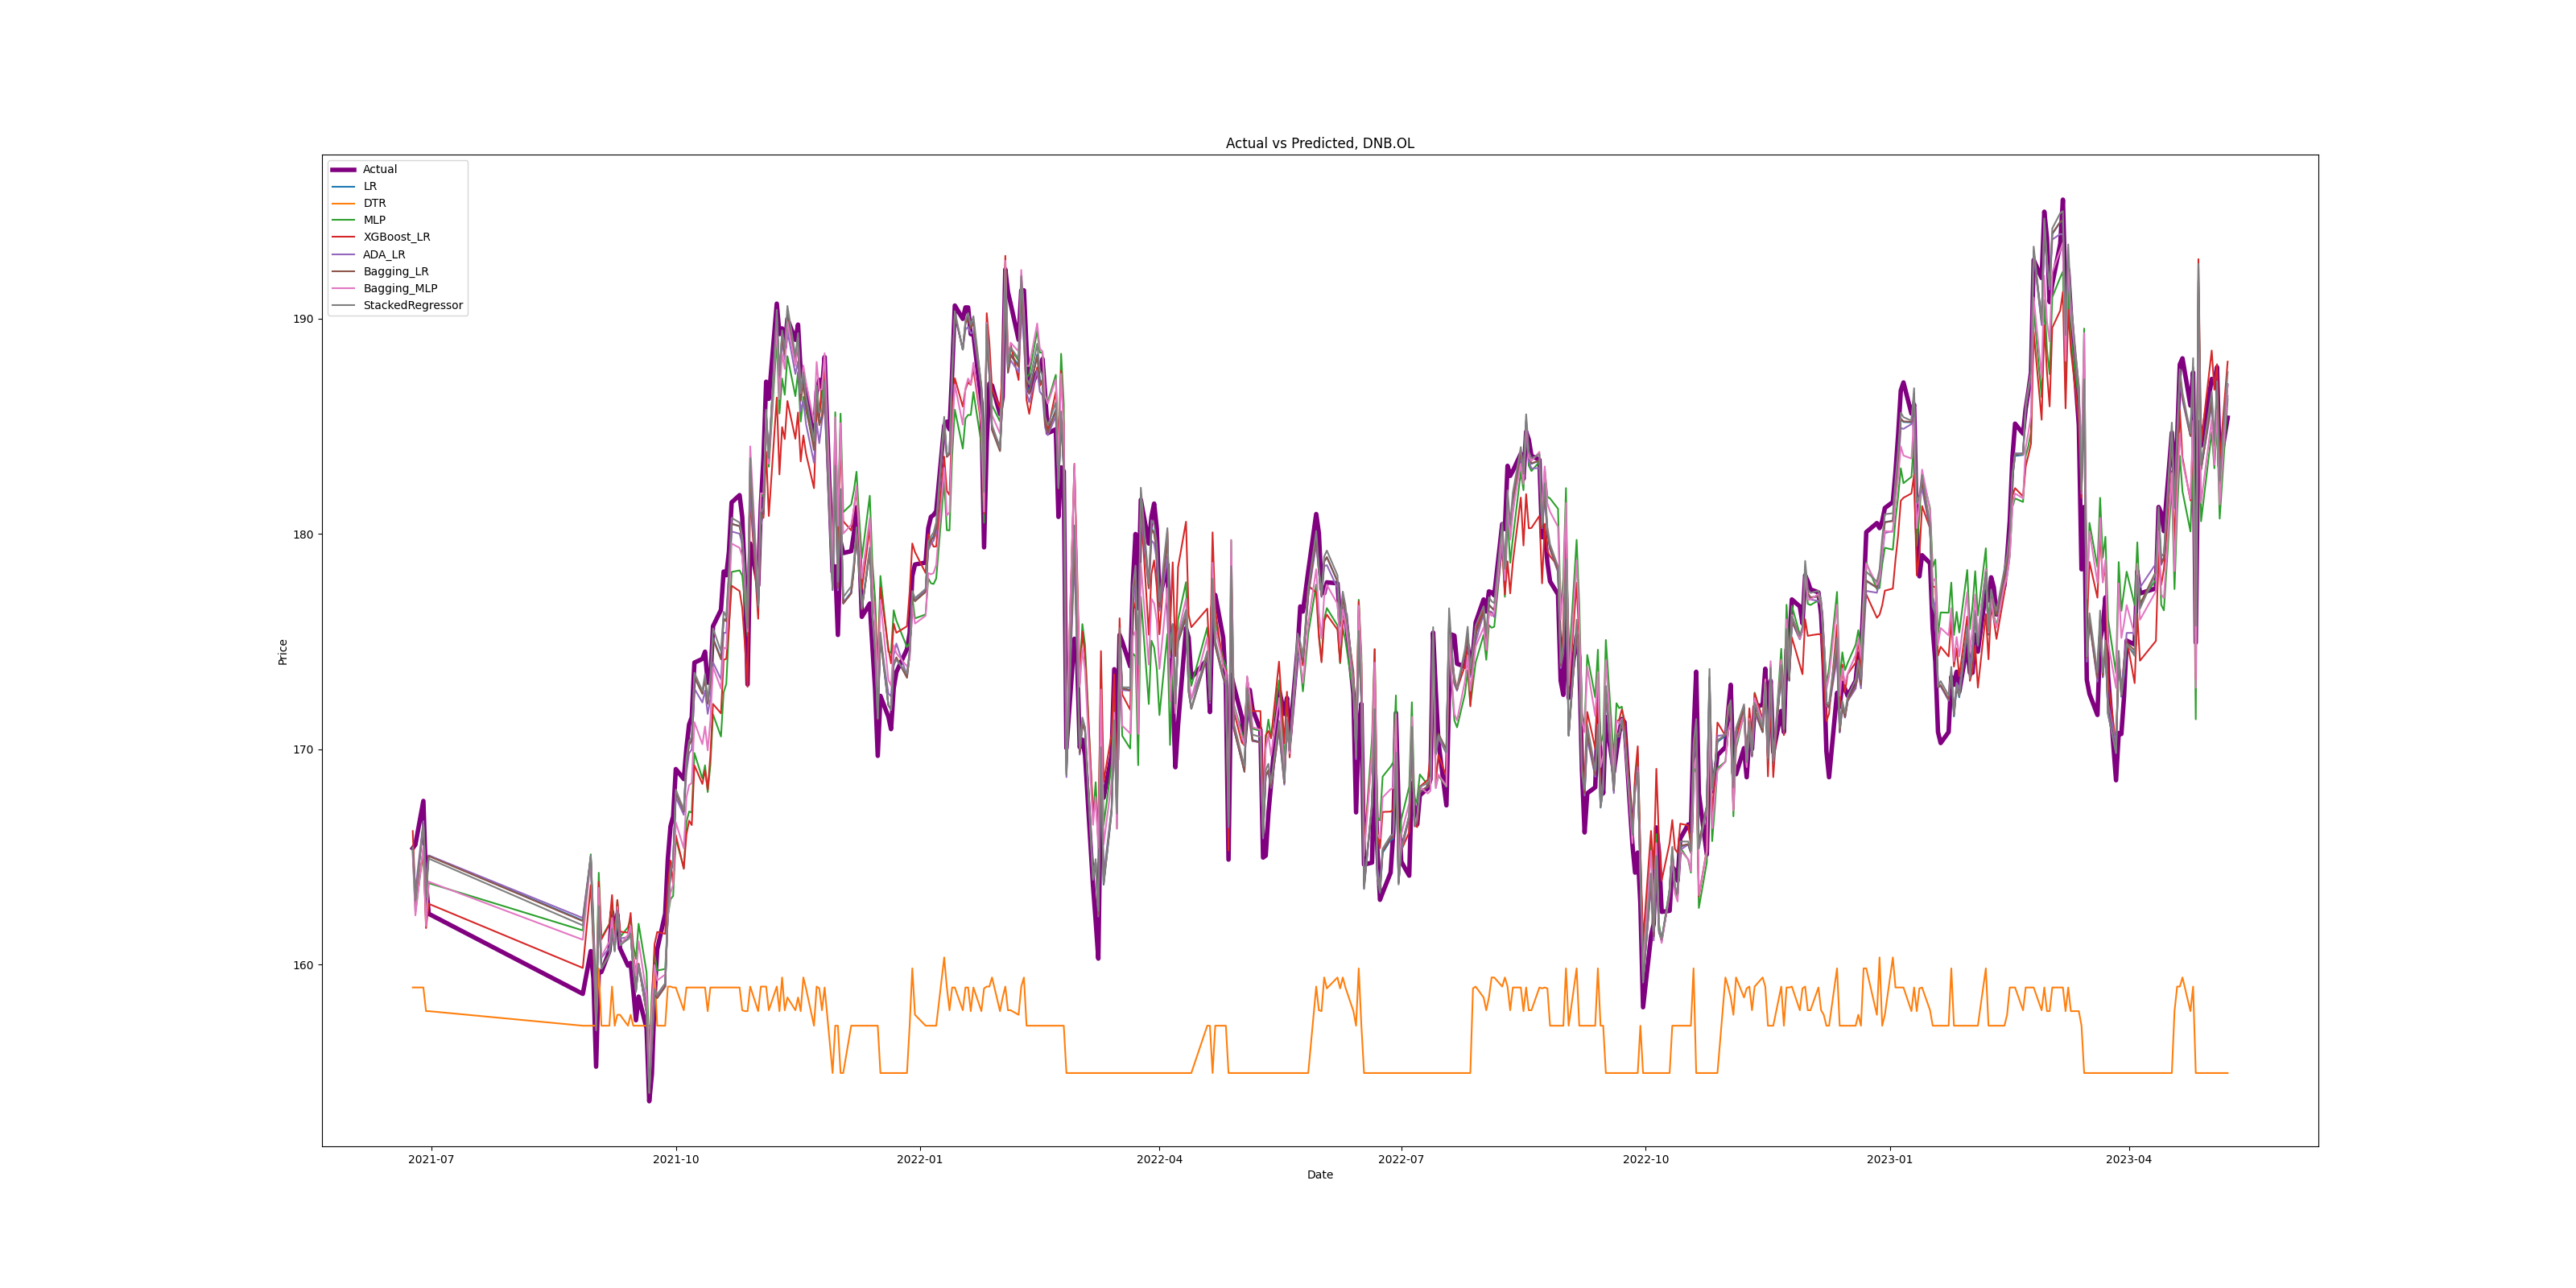 Actual vs Predicted, DNB.OL
Actual
LR
DTR
MLP
XGBoost_LR
ADA_LR
Bagging_LR
Bagging_MLP
StackedRegressor
Price
190
180
170
160
2021-07
2021-10
2022-01
2022-04
2022-07
2022-10
2023-01
2023-04
Date